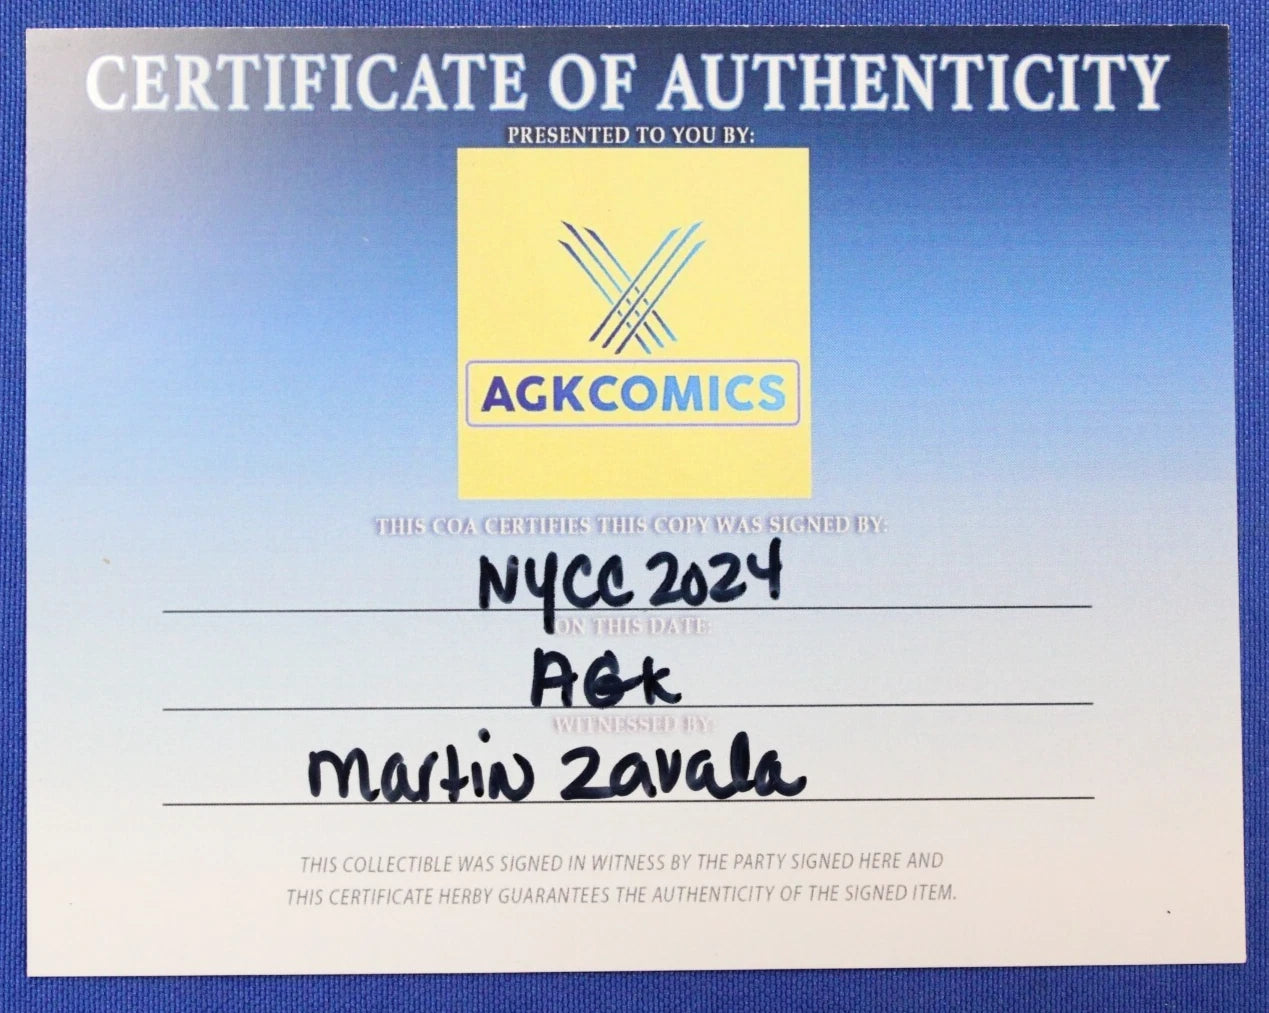 CERTIFICATE OF AUTHENTICITY
PRESENTED TO YOU BY:
AGKCOMICS
THIS COA CERTIFIES THIS COPY WAS SIGNED BY:
NYCC 2024
ON THIS DATE:
AGK
WITNESSED BY:
Martin Zavala
THIS COLLECTIBLE WAS SIGNED IN WITNESS BY THE PARTY SIGNED HERE AND
THIS CERTIFICATE HERBY GUARANTEES THE AUTHENTICITY OF THE SIGNED ITEM.